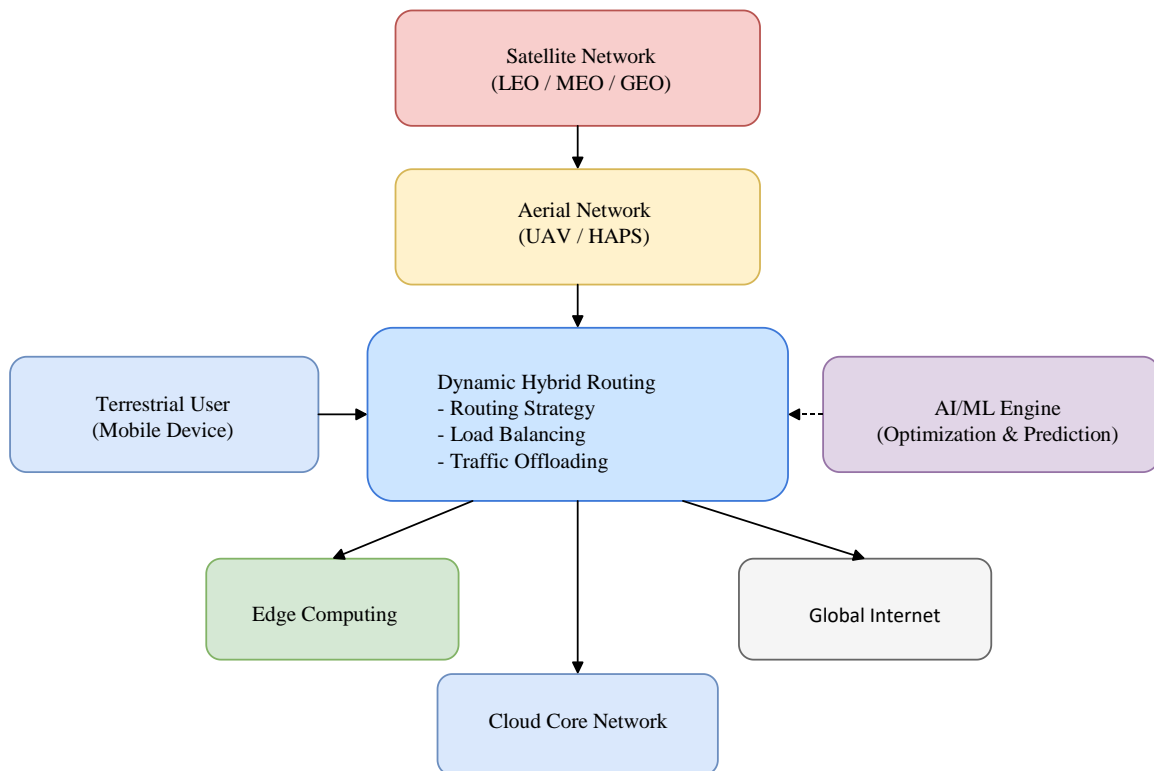 Satellite Network
(LEO / MEO / GEO)
Aerial Network
(UAV / HAPS)
Terrestrial User
(Mobile Device)
Dynamic Hybrid Routing
- Routing Strategy
- Load Balancing
- Traffic Offloading
AI/ML Engine
(Optimization & Prediction)
Edge Computing
Global Internet
Cloud Core Network